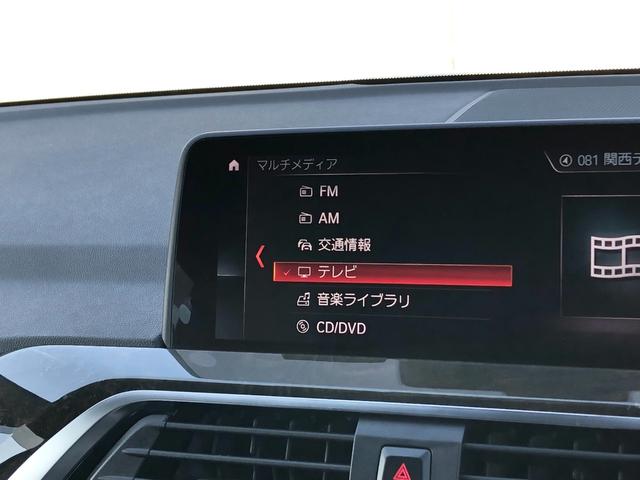 マルチメディア
④ 081 関西テ
FM
AM
交通情報
テレビ
音楽ライブラリ
CD/DVD